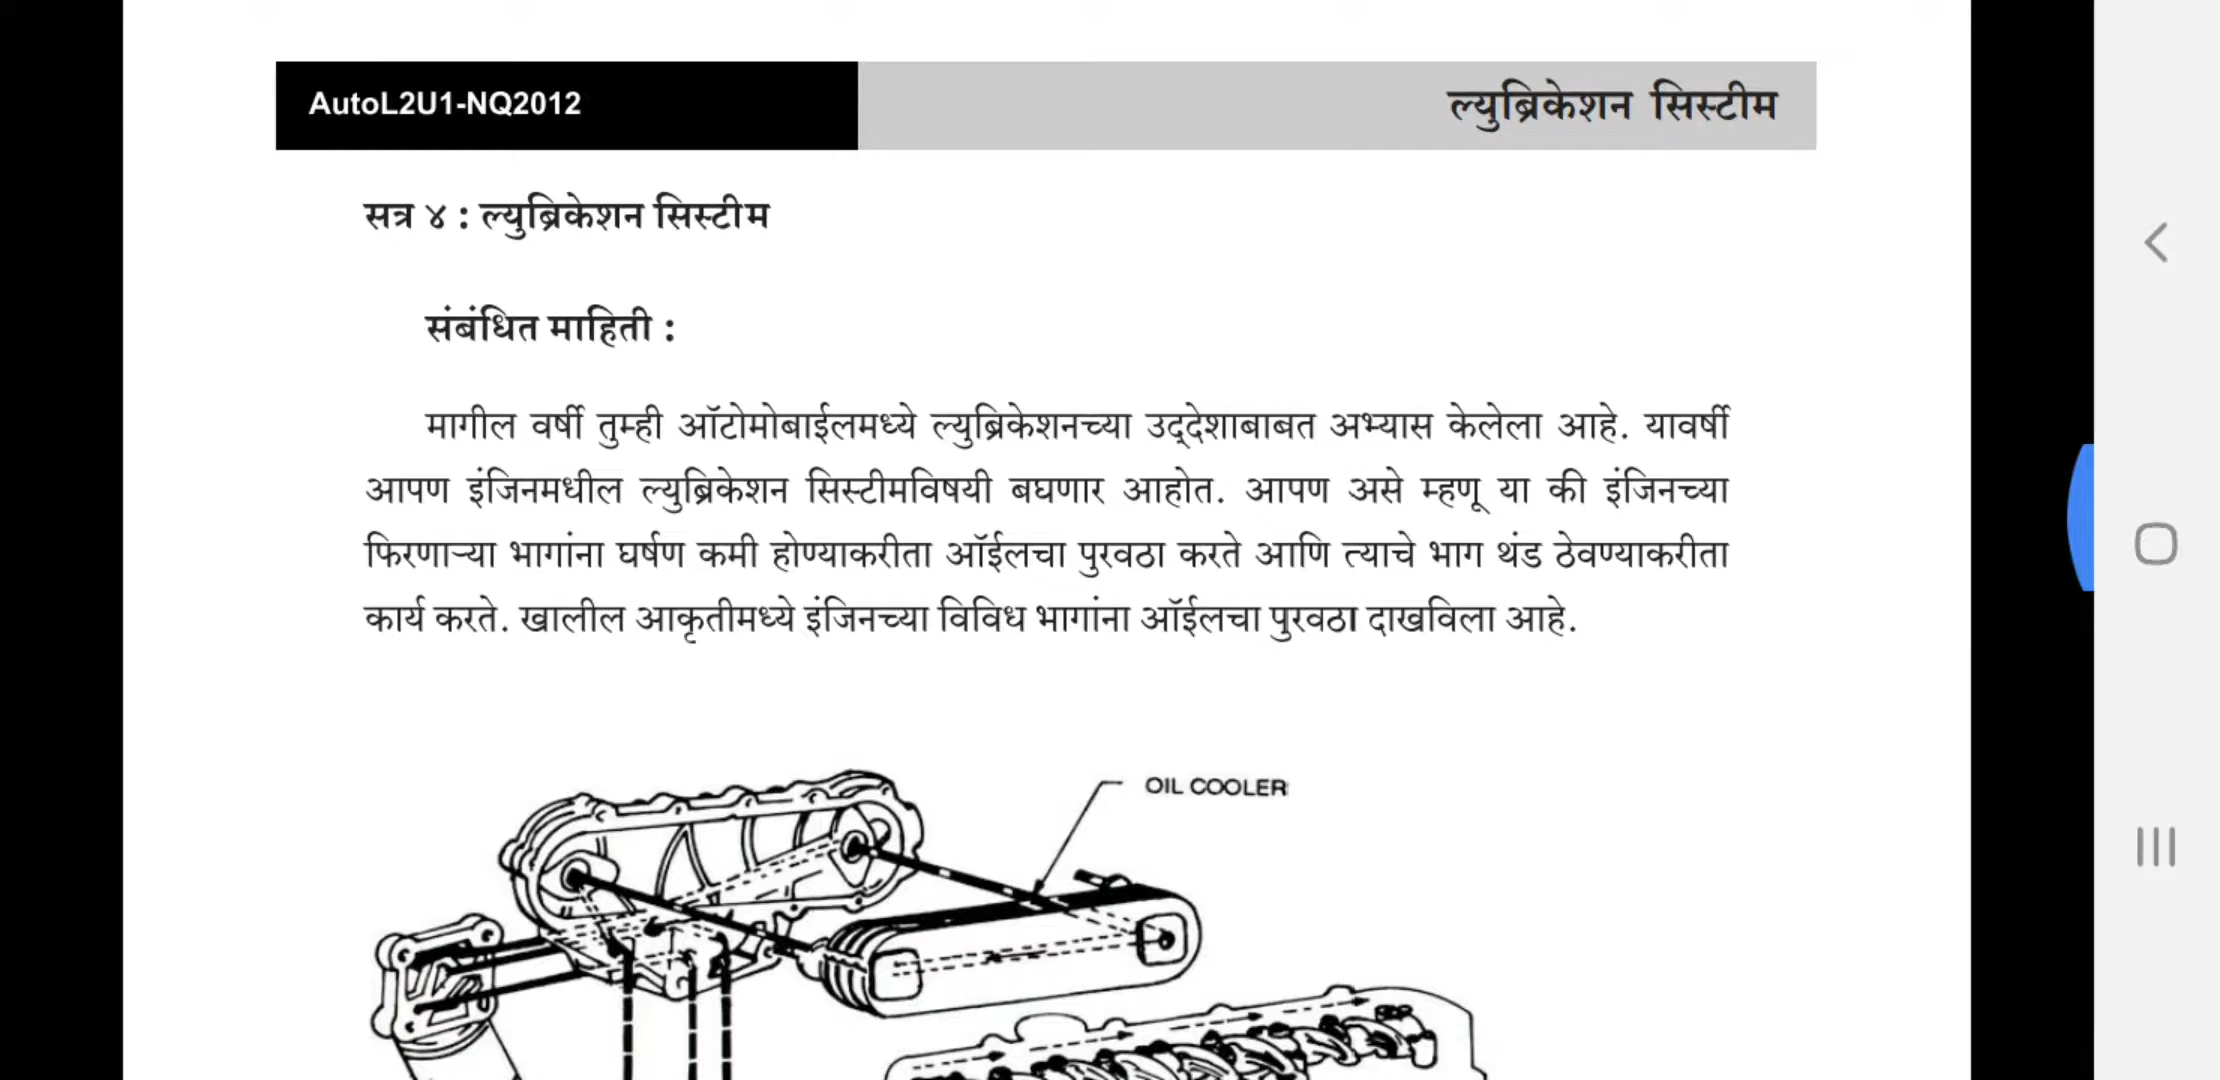 AutoL2U1-NQ2012
ल्युब्रिकेशन सिस्टीम
सत्र ४ : ल्युब्रिकेशन सिस्टीम
संबंधित माहिती :
मागील वर्षी तुम्ही ऑटोमोबाईलमध्ये ल्युब्रिकेशनच्या उद्‌देशाबाबत अभ्यास केलेला आहे. यावर्षी
आपण इंजिनमधील ल्युब्रिकेशन सिस्टीमविषयी बघणार आहोत. आपण असे म्हणू या की इंजिनच्या
फिरणाऱ्या भागांना घर्षण कमी होण्याकरीता ऑईलचा पुरवठा करते आणि त्याचे भाग थंड ठेवण्याकरीता
कार्य करते. खालील आकृतीमध्ये इंजिनच्या विविध भागांना ऑईलचा पुरवठा दाखविला आहे.
OIL COOLER